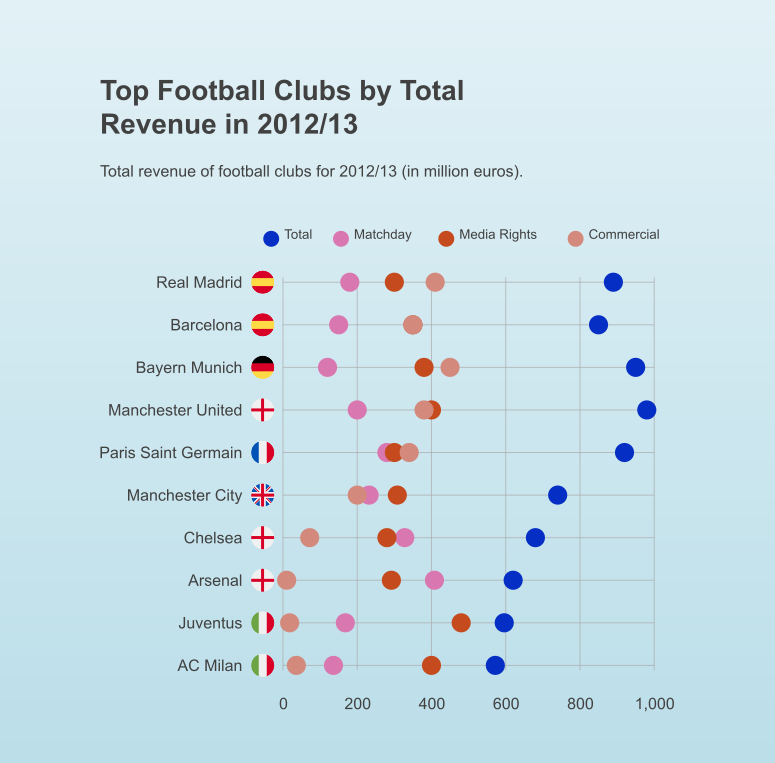 Top Football Clubs by Total
Revenue in 2012/13
Total revenue of football clubs for 2012/13 (in million euros).
Total Matchday Media Rights Commercial
Real Madrid
Barcelona
Bayern Munich
Manchester United
Paris Saint Germain
Manchester City
Chelsea
Arsenal
Juventus
AC Milan
0 200 400 600 800 1,000